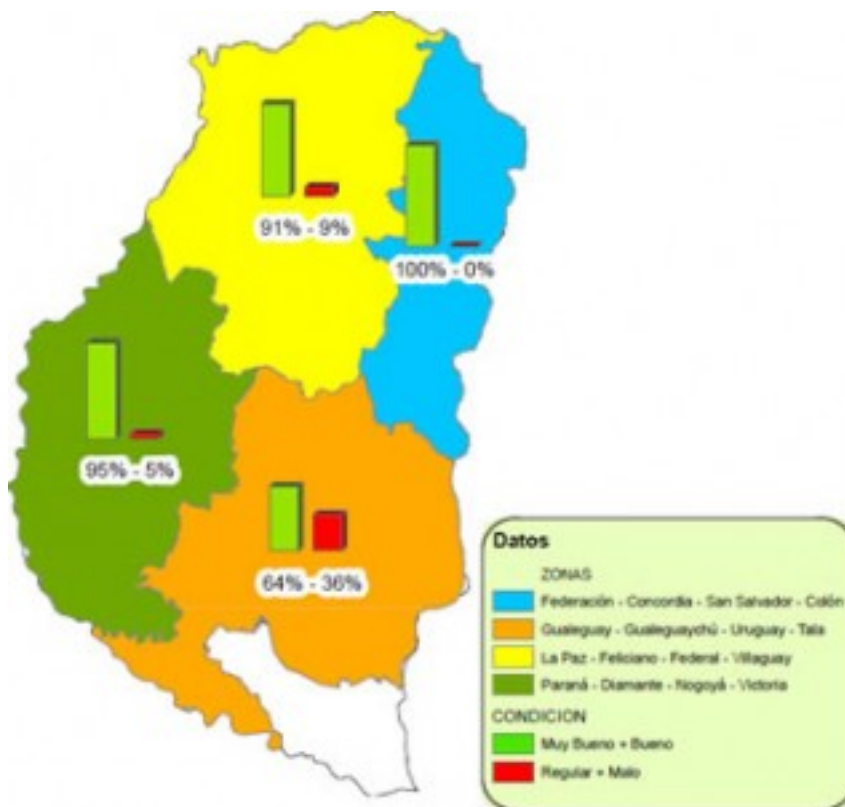 91% - 9%
100% - 0%
95% - 5%
64% - 36%
Datos
ZONAS
Federación - Concordia - San Salvador - Colón
Gualeguay - Gualeguaychú - Uruguay - Tala
La Paz - Feliciano - Federal - Villaguay
Paraná - Diamante - Nogoyá - Victoria
CONDICION
Muy Bueno + Bueno
Regular + Malo